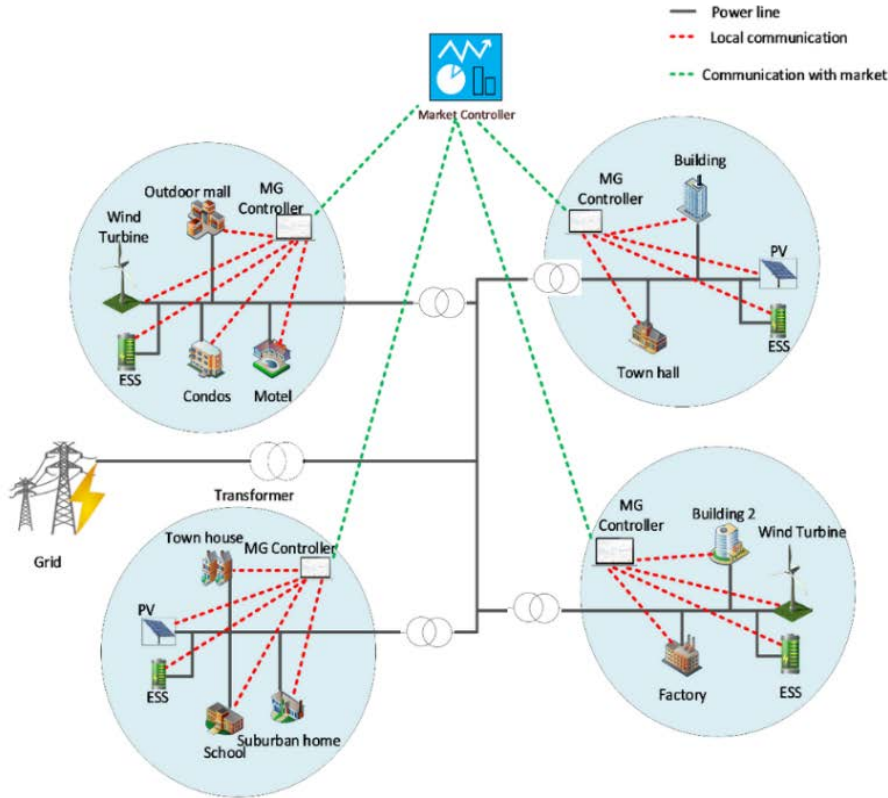 Power line
Local communication
Communication with market
Market Controller
Outdoor mall
MG
Controller
Wind
Turbine
ESS
Condos
Motel
Building
MG
Controller
PV
Town hall
ESS
Grid
Transformer
Town house
MG Controller
PV
ESS
School
Suburban home
MG
Controller
Building 2
Wind Turbine
Factory
ESS